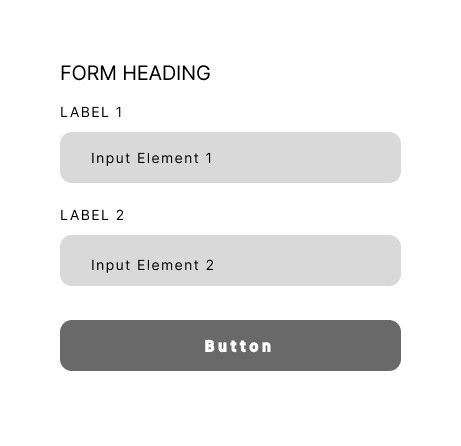 FORM HEADING
LABEL 1
Input Element 1
LABEL 2
Input Element 2
Button